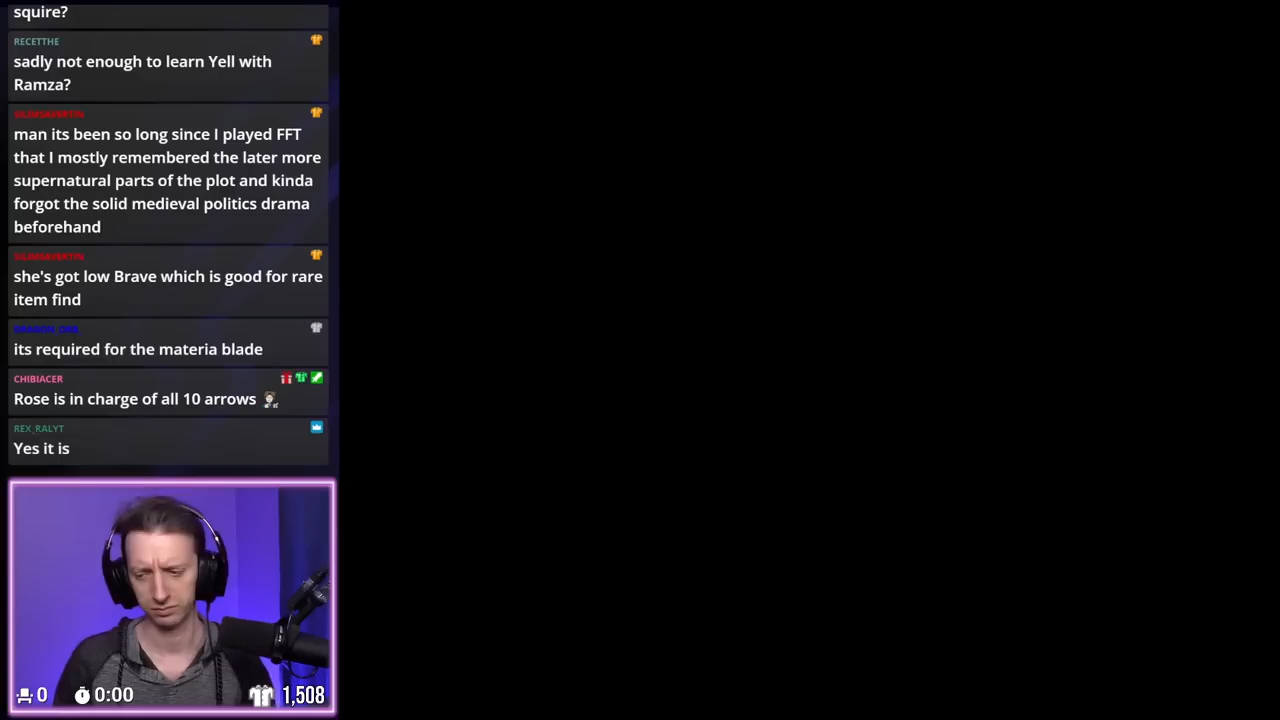 squire?
RECETTHE
sadly not enough to learn Yell with
Ramza?
man its been so long since I played FFT
that I mostly remembered the later more
supernatural parts of the plot and kinda
forgot the solid medieval politics drama
beforehand
she's got low Brave which is good for rare
item find
its required for the materia blade
CHIBIACER
Rose is in charge of all 10 arrows
REX_RALYT
Yes it is
0 0:00 1,508